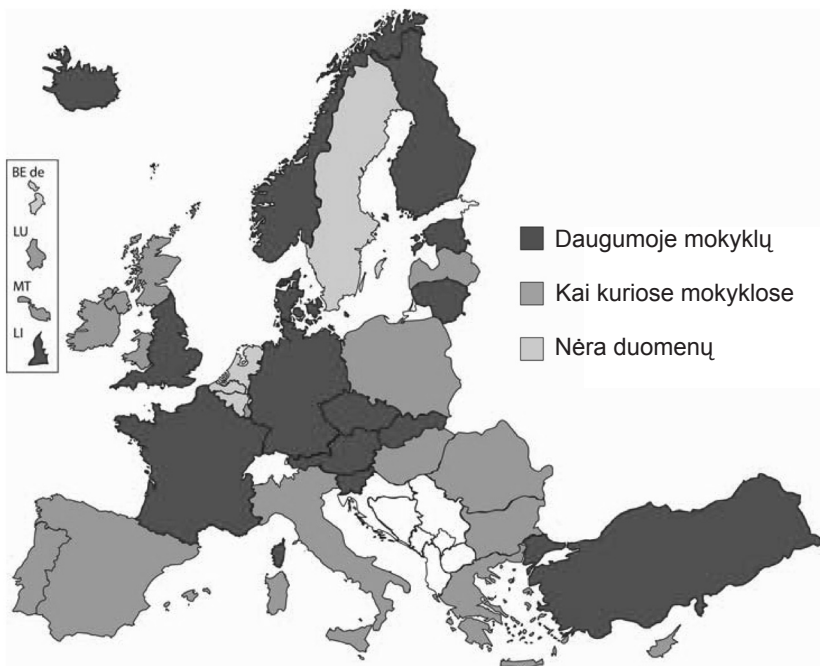 BE de
LU
MT
LI
Daugumoje mokyklų
Kai kuriose mokyklose
Nėra duomenų